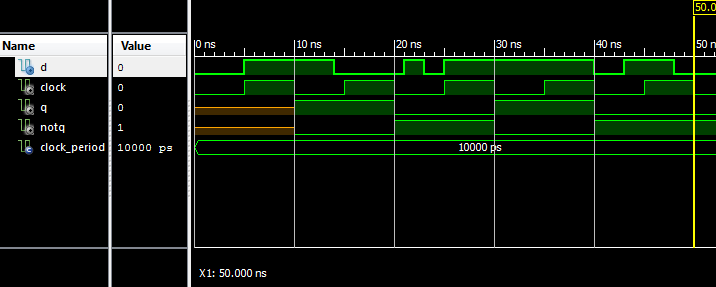 50.0
Name Value
0 ns 10 ns 20 ns 30 ns 40 ns 50 n
d 0
clock 0
q 0
notq 1
clock_period 10000 ps 10000 ps
X1: 50.000 ns